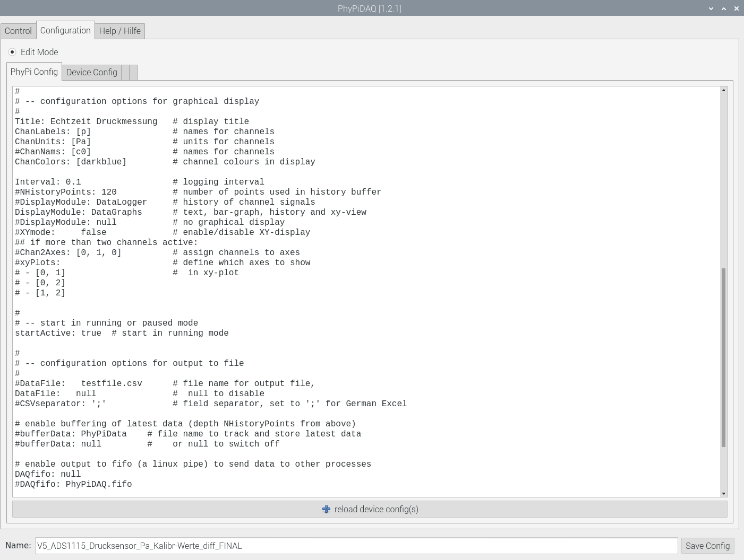 PhyPiDAQ [1.2.1]
Control Configuration Help / Hilfe
Edit Mode
PhyPi Config Device Config
#
# -- configuration options for graphical display
#
Title: Echtzeit Druckmessung   # display title
ChanLabels: [p]                # names for channels
ChanUnits: [Pa]                # units for channels
#ChanNams: [c0]                # names for channels
ChanColors: [darkblue]         # channel colours in display

Interval: 0.1                  # logging interval
#NHistoryPoints: 120           # number of points used in history buffer
#DisplayModule: DataLogger     # history of channel signals
DisplayModule: DataGraphs      # text, bar-graph, history and xy-view
#DisplayModule: null           # no graphical display
#XYmode:     false             # enable/disable XY-display
## if more than two channels active:
#Chan2Axes: [0, 1, 0]          # assign channels to axes
#xyPlots:                      # define which axes to show
# - [0, 1]                     #  in xy-plot
# - [0, 2]
# - [1, 2]

#
# -- start in running or paused mode
startActive: true  # start in running mode

#
# -- configuration options for output to file
#
#DataFile:   testfile.csv      # file name for output file,
DataFile:   null               #  null to disable
#CSVseparator: ';'             # field separator, set to ';' for German Excel

# enable buffering of latest data (depth NHistoryPoints from above)
#bufferData: PhyPiData    # file name to track and store latest data
#bufferData: null         #    or null to switch off

# enable output to fifo (a linux pipe) to send data to other processes
DAQfifo: null
#DAQfifo: PhyPiDAQ.fifo
reload device config(s)
Name: V5_ADS1115_Drucksensor_Pa_Kalibr-Werte_diff_FINAL Save Config